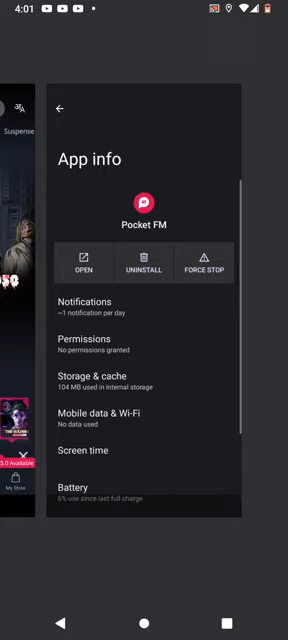 4:01
अ
Suspense
App info
Pocket FM
OPEN
UNINSTALL
FORCE STOP
Notifications
~1 notification per day
Permissions
No permissions granted
Storage & cache
104 MB used in internal storage
Mobile data & Wi-Fi
No data used
Screen time
Battery
6% use since last full charge
5.0 Available
My Store